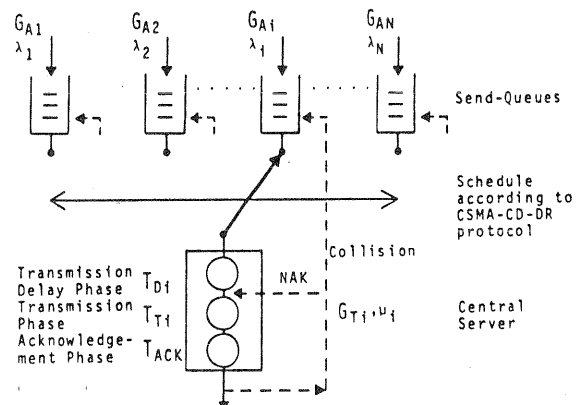 G_A1 G_A2 G_Ai G_AN
λ_1 λ_2 λ_i λ_N
Send-Queues
Schedule
according to
CSMA-CD-DR
protocol
Collision
NAK
Transmission
Delay Phase T_Di
Transmission
Phase T_Ti
Acknowledge-
ment Phase T_ACK
G_Ti, μ_i
Central
Server